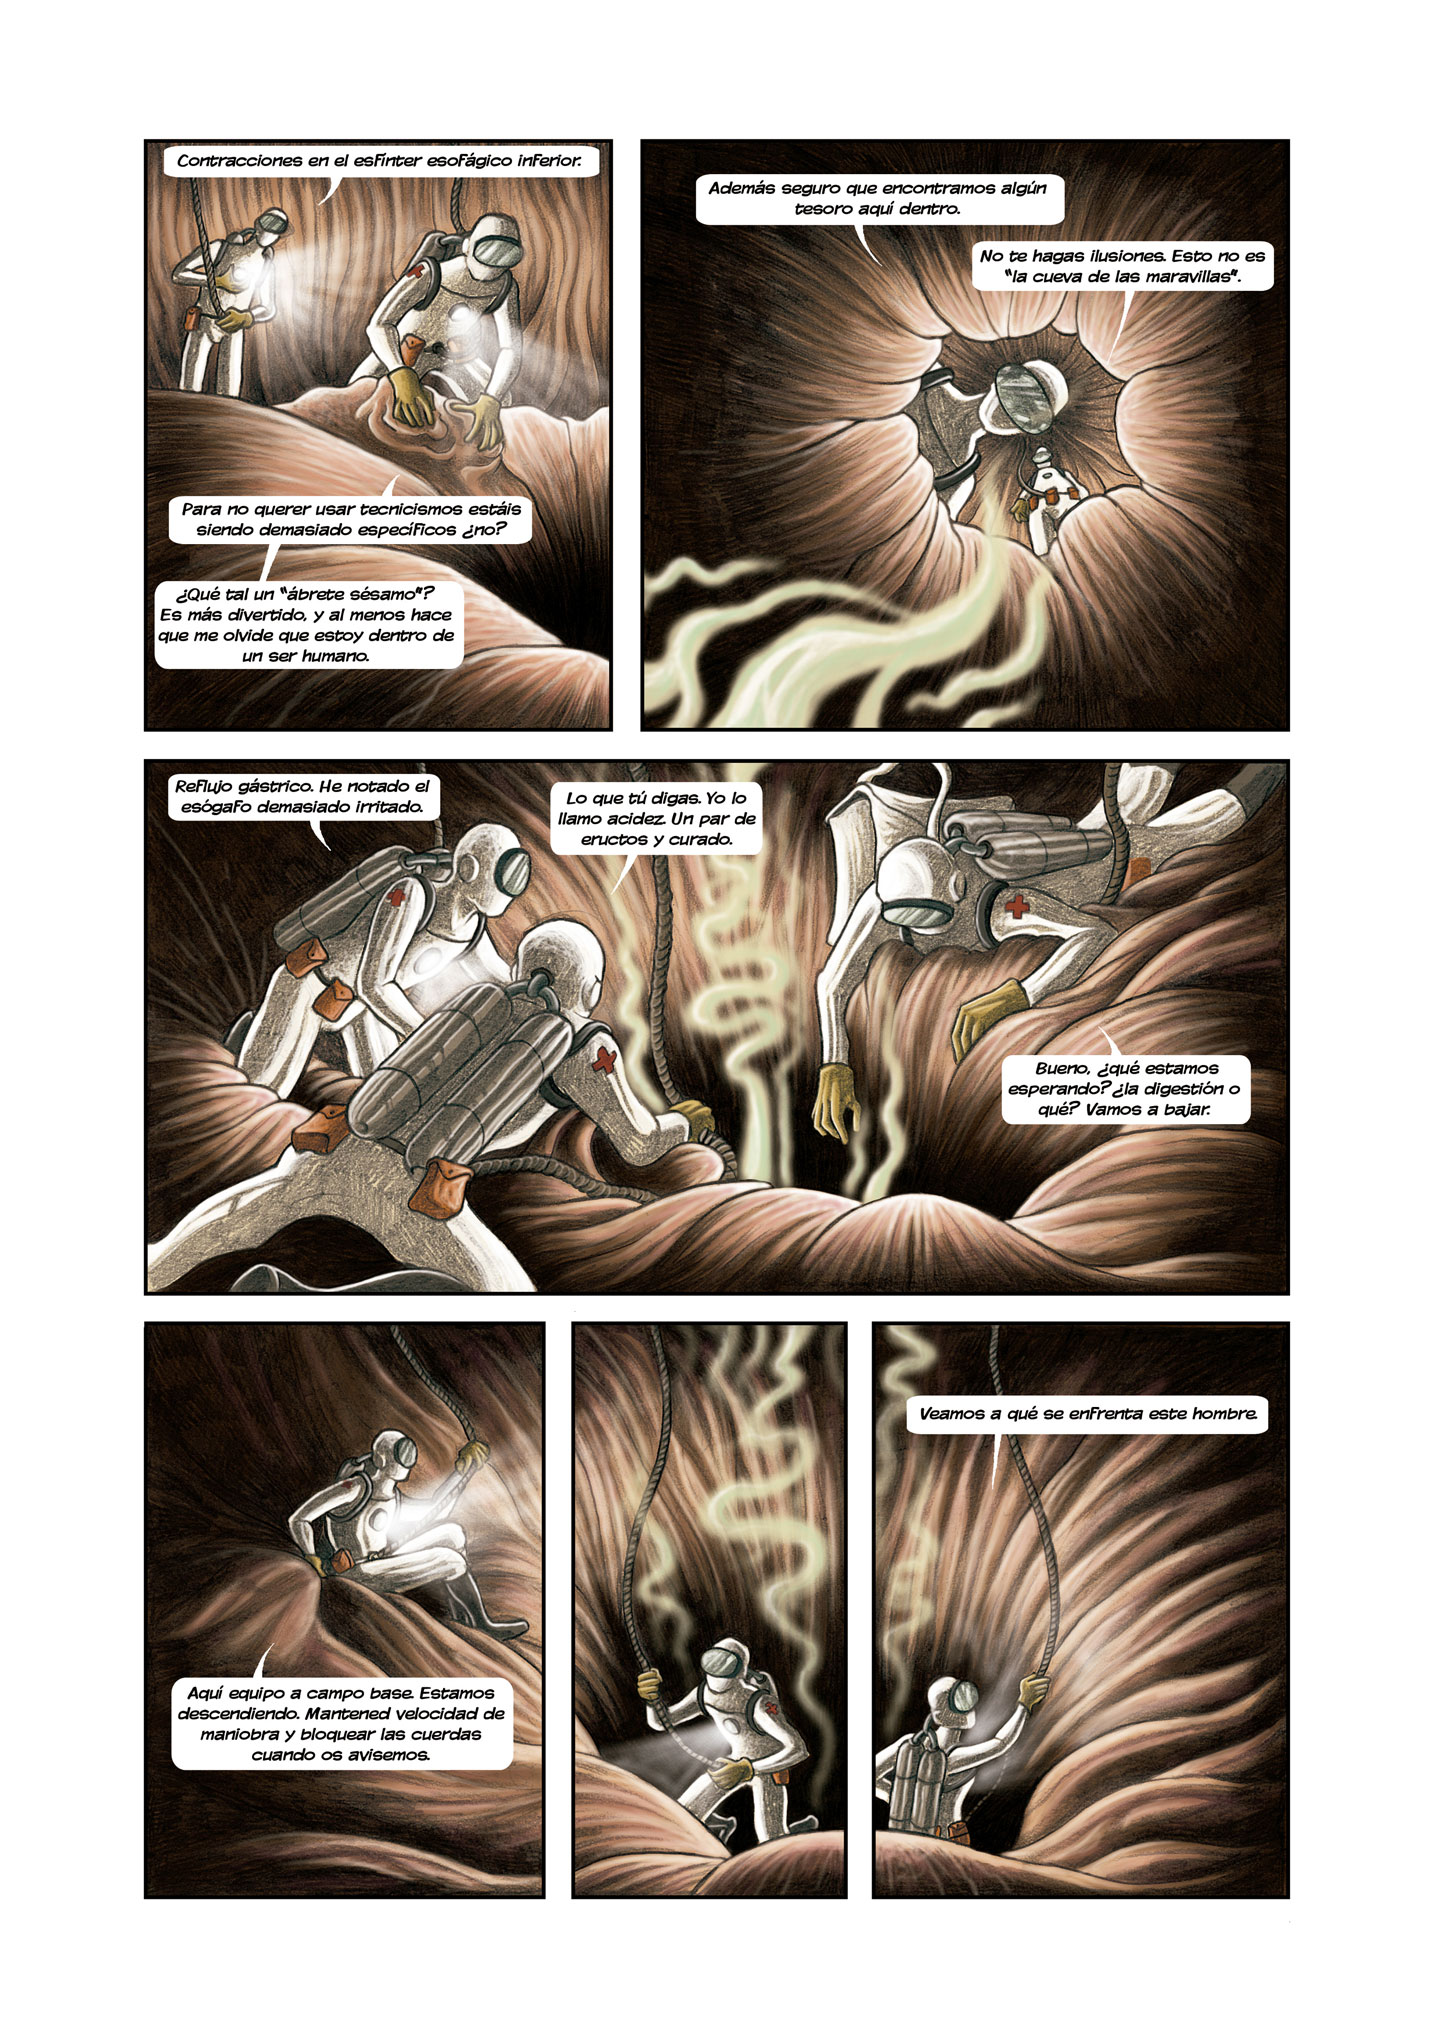 Contracciones en el esfínter esofágico inferior.
Para no querer usar tecnicismos estáis
siendo demasiado específicos ¿no?
¿Qué tal un "ábrete sésamo"?
Es más divertido, y al menos hace
que me olvide que estoy dentro de
un ser humano.
Además seguro que encontramos algún
tesoro aquí dentro.
No te hagas ilusiones. Esto no es
"la cueva de las maravillas".
Reflujo gástrico. He notado el
esógafo demasiado irritado.
Lo que tú digas. Yo lo
llamo acidez. Un par de
eructos y curado.
Bueno, ¿qué estamos
esperando? ¿la digestión o
qué? Vamos a bajar.
Aquí equipo a campo base. Estamos
descendiendo. Mantened velocidad de
maniobra y bloquear las cuerdas
cuando os avisemos.
Veamos a qué se enfrenta este hombre.